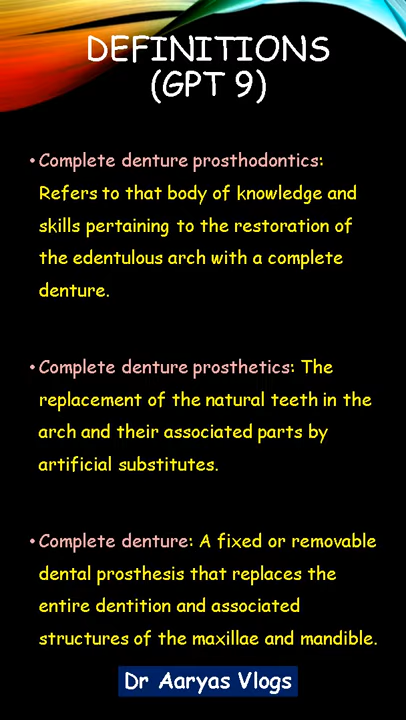 DEFINITIONS
(GPT 9)
• Complete denture prosthodontics:
Refers to that body of knowledge and
skills pertaining to the restoration of
the edentulous arch with a complete
denture.
• Complete denture prosthetics: The
replacement of the natural teeth in the
arch and their associated parts by
artificial substitutes.
• Complete denture: A fixed or removable
dental prosthesis that replaces the
entire dentition and associated
structures of the maxillae and mandible.
Dr Aaryas Vlogs